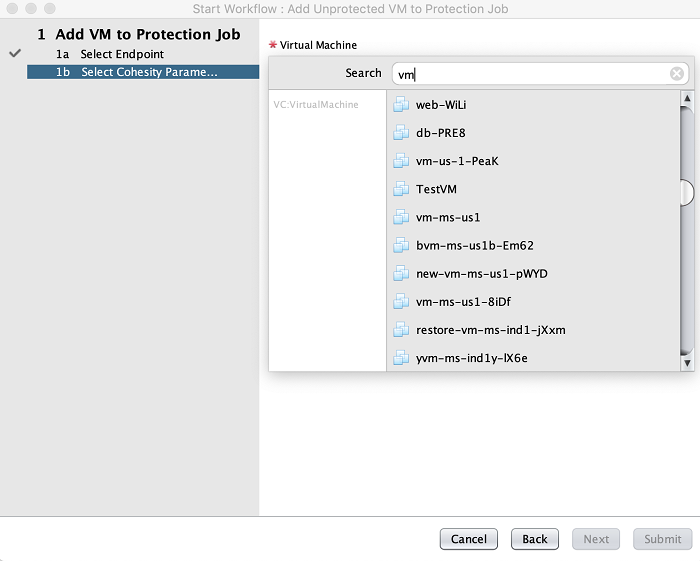 Start Workflow : Add Unprotected VM to Protection Job
1 Add VM to Protection Job
1a Select Endpoint
1b Select Cohesity Parame...
* Virtual Machine
Search vm
VC:VirtualMachine
web-WiLi
db-PRE8
vm-us-1-PeaK
TestVM
vm-ms-us1
bvm-ms-us1b-Em62
new-vm-ms-us1-pWYD
vm-ms-us1-8iDf
restore-vm-ms-ind1-jXxm
yvm-ms-ind1y-lX6e
Cancel Back Next Submit